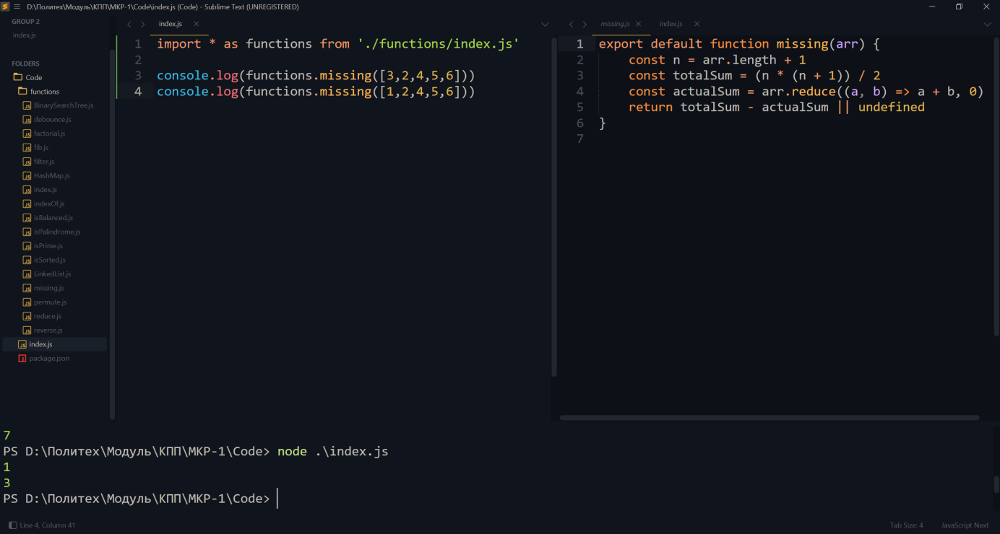 D:\Политех\Модуль\КПП\МКР-1\Code\index.js (Code) - Sublime Text (UNREGISTERED)
GROUP 2
index.js
FOLDERS
Code
functions
BinarySearchTree.js
debounce.js
factorial.js
fib.js
filter.js
HashMap.js
index.js
indexOf.js
isBalanced.js
isPalindrome.js
isPrime.js
isSorted.js
LinkedList.js
missing.js
permute.js
reduce.js
reverse.js
index.js
package.json
index.js
1 import * as functions from './functions/index.js'
2
3 console.log(functions.missing([3,2,4,5,6]))
4 console.log(functions.missing([1,2,4,5,6]))
missing.js index.js
1 export default function missing(arr) {
2 const n = arr.length + 1
3 const totalSum = (n * (n + 1)) / 2
4 const actualSum = arr.reduce((a, b) => a + b, 0)
5 return totalSum - actualSum || undefined
6 }
7
7
PS D:\Политех\Модуль\КПП\МКР-1\Code> node .\index.js
1
3
PS D:\Политех\Модуль\КПП\МКР-1\Code>
Line 4, Column 41
Tab Size: 4
JavaScript Next